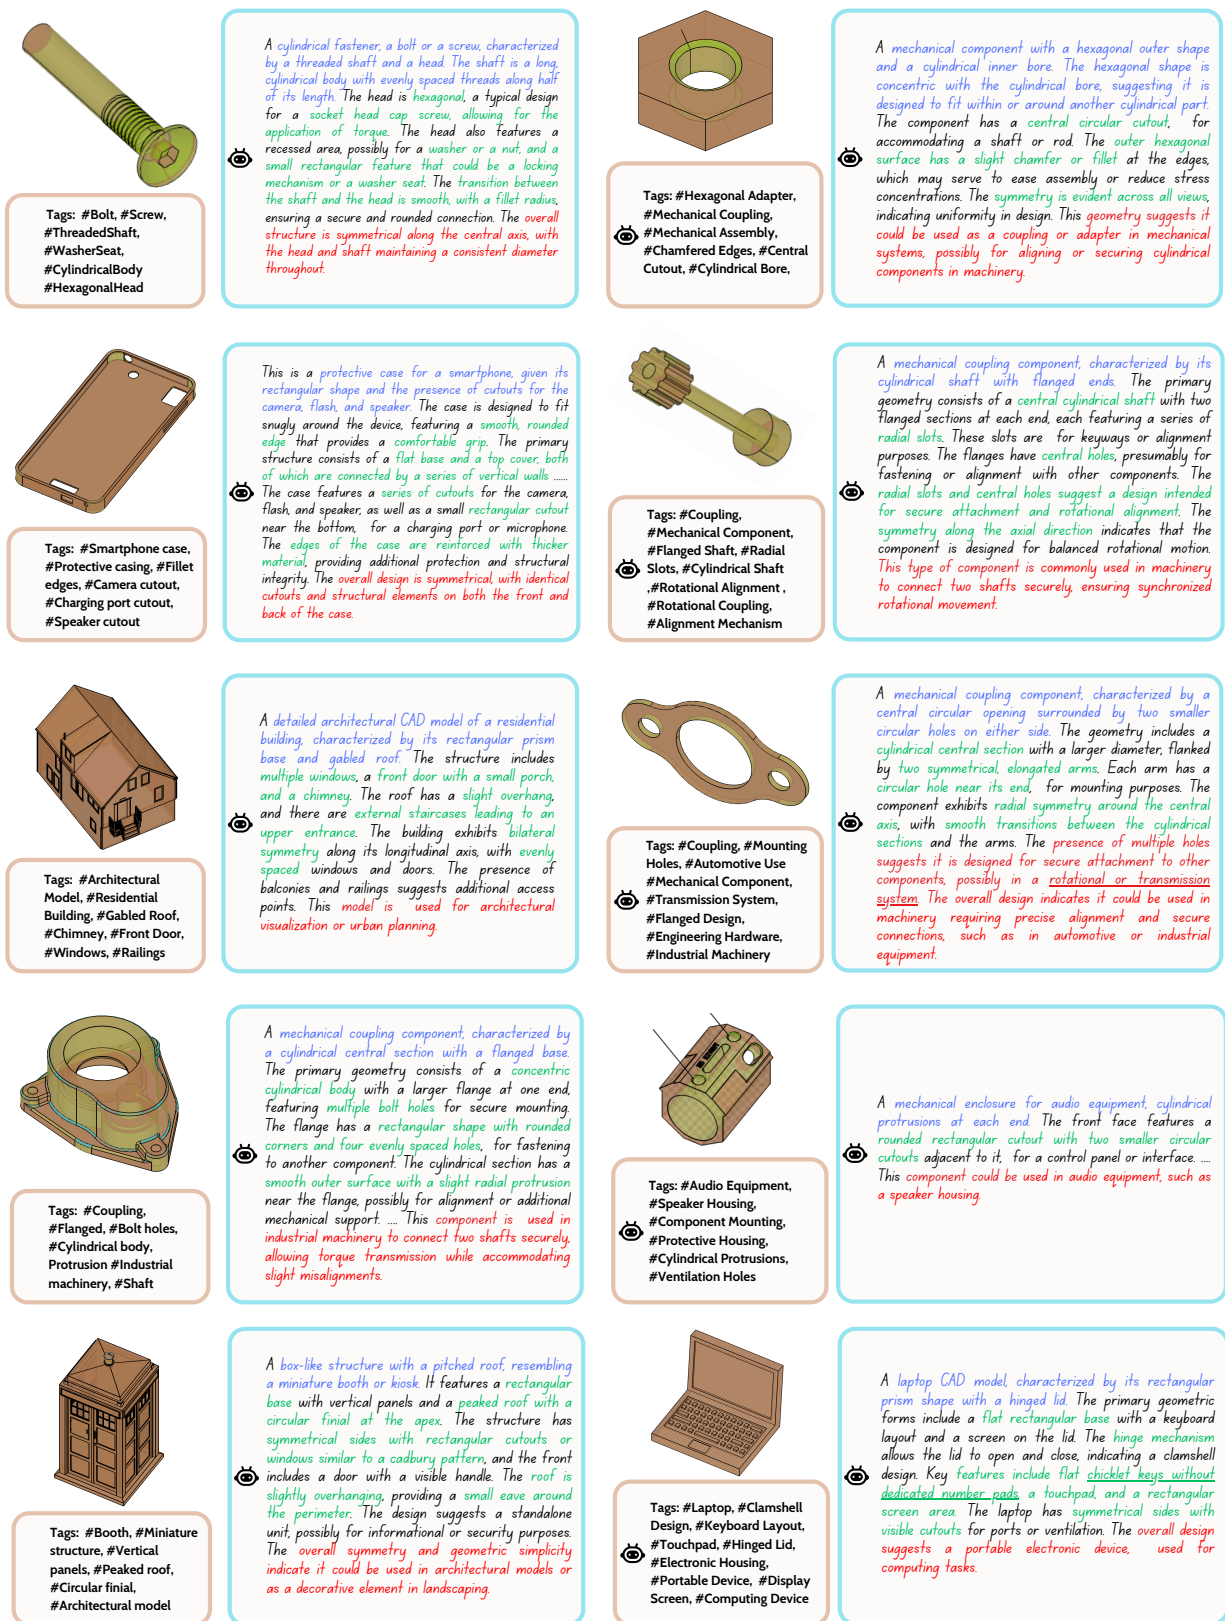 A cylindrical fastener, a bolt or a screw, characterized
by a threaded shaft and a head. The shaft is a long,
cylindrical body with evenly spaced threads along half
of its length. The head is hexagonal, a typical design
for a socket head cap screw, allowing for the
application of torque. The head also features a
recessed area, possibly for a washer or a nut, and a
small rectangular feature that could be a locking
mechanism or a washer seat. The transition between
the shaft and the head is smooth, with a fillet radius,
ensuring a secure and rounded connection. The overall
structure is symmetrical along the central axis, with
the head and shaft maintaining a consistent diameter
throughout.
Tags: #Bolt, #Screw,
#ThreadedShaft,
#WasherSeat,
#CylindricalBody
#HexagonalHead
A mechanical component with a hexagonal outer shape
and a cylindrical inner bore. The hexagonal shape is
concentric with the cylindrical bore, suggesting it is
designed to fit within or around another cylindrical part.
The component has a central circular cutout, for
accommodating a shaft or rod. The outer hexagonal
surface has a slight chamfer or fillet at the edges,
which may serve to ease assembly or reduce stress
concentrations. The symmetry is evident across all views,
indicating uniformity in design. This geometry suggests it
could be used as a coupling or adapter in mechanical
systems, possibly for aligning or securing cylindrical
components in machinery.
Tags: #Hexagonal Adapter,
#Mechanical Coupling,
#Mechanical Assembly,
#Chamfered Edges, #Central
Cutout, #Cylindrical Bore,
This is a protective case for a smartphone, given its
rectangular shape and the presence of cutouts for the
camera, flash, and speaker. The case is designed to fit
snugly around the device, featuring a smooth, rounded
edge that provides a comfortable grip. The primary
structure consists of a flat base and a top cover, both
of which are connected by a series of vertical walls ......
The case features a series of cutouts for the camera,
flash, and speaker, as well as a small rectangular cutout
near the bottom, for a charging port or microphone.
The edges of the case are reinforced with thicker
material, providing additional protection and structural
integrity. The overall design is symmetrical, with identical
cutouts and structural elements on both the front and
back of the case.
Tags: #Smartphone case,
#Protective casing, #Fillet
edges, #Camera cutout,
#Charging port cutout,
#Speaker cutout
A mechanical coupling component, characterized by its
cylindrical shaft with flanged ends. The primary
geometry consists of a central cylindrical shaft with two
flanged sections at each end, each featuring a series of
radial slots. These slots are for keyways or alignment
purposes. The flanges have central holes, presumably for
fastening or alignment with other components. The
radial slots and central holes suggest a design intended
for secure attachment and rotational alignment. The
symmetry along the axial direction indicates that the
component is designed for balanced rotational motion.
This type of component is commonly used in machinery
to connect two shafts securely, ensuring synchronized
rotational movement.
Tags: #Coupling,
#Mechanical Component,
#Flanged Shaft, #Radial
Slots, #Cylindrical Shaft
,#Rotational Alignment ,
#Rotational Coupling,
#Alignment Mechanism
A detailed architectural CAD model of a residential
building, characterized by its rectangular prism
base and gabled roof. The structure includes
multiple windows, a front door with a small porch,
and a chimney. The roof has a slight overhang,
and there are external staircases leading to an
upper entrance. The building exhibits bilateral
symmetry along its longitudinal axis, with evenly
spaced windows and doors. The presence of
balconies and railings suggests additional access
points. This model is used for architectural
visualization or urban planning.
Tags: #Architectural
Model, #Residential
Building, #Gabled Roof,
#Chimney, #Front Door,
#Windows, #Railings
A mechanical coupling component, characterized by a
central circular opening surrounded by two smaller
circular holes on either side. The geometry includes a
cylindrical central section with a larger diameter, flanked
by two symmetrical, elongated arms. Each arm has a
circular hole near its end, for mounting purposes. The
component exhibits radial symmetry around the central
axis, with smooth transitions between the cylindrical
sections and the arms. The presence of multiple holes
suggests it is designed for secure attachment to other
components, possibly in a rotational or transmission
system. The overall design indicates it could be used in
machinery requiring precise alignment and secure
connections, such as in automotive or industrial
equipment.
Tags: #Coupling, #Mounting
Holes, #Automotive Use
#Mechanical Component,
#Transmission System,
#Flanged Design,
#Engineering Hardware,
#Industrial Machinery
A mechanical coupling component, characterized by
a cylindrical central section with a flanged base.
The primary geometry consists of a concentric
cylindrical body with a larger flange at one end,
featuring multiple bolt holes for secure mounting.
The flange has a rectangular shape with rounded
corners and four evenly spaced holes, for fastening
to another component. The cylindrical section has a
smooth outer surface with a slight radial protrusion
near the flange, possibly for alignment or additional
mechanical support. .... This component is used in
industrial machinery to connect two shafts securely,
allowing torque transmission while accommodating
slight misalignments.
Tags: #Coupling,
#Flanged, #Bolt holes,
#Cylindrical body,
Protrusion #Industrial
machinery, #Shaft
A mechanical enclosure for audio equipment, cylindrical
protrusions at each end. The front face features a
rounded rectangular cutout with two smaller circular
cutouts adjacent to it, for a control panel or interface. ....
This component could be used in audio equipment, such as
a speaker housing.
Tags: #Audio Equipment,
#Speaker Housing,
#Component Mounting,
#Protective Housing,
#Cylindrical Protrusions,
#Ventilation Holes
A box-like structure with a pitched roof, resembling
a miniature booth or kiosk. It features a rectangular
base with vertical panels and a peaked roof with a
circular finial at the apex. The structure has
symmetrical sides with rectangular cutouts or
windows similar to a cadbury pattern, and the front
includes a door with a visible handle. The roof is
slightly overhanging, providing a small eave around
the perimeter. The design suggests a standalone
unit, possibly for informational or security purposes.
The overall symmetry and geometric simplicity
indicate it could be used in architectural models or
as a decorative element in landscaping.
Tags: #Booth, #Miniature
structure, #Vertical
panels, #Peaked roof,
#Circular finial,
#Architectural model
A laptop CAD model, characterized by its rectangular
prism shape with a hinged lid. The primary geometric
forms include a flat rectangular base with a keyboard
layout and a screen on the lid. The hinge mechanism
allows the lid to open and close, indicating a clamshell
design. Key features include flat chicklet keys without
dedicated number pads, a touchpad, and a rectangular
screen area. The laptop has symmetrical sides with
visible cutouts for ports or ventilation. The overall design
suggests a portable electronic device, used for
computing tasks.
Tags: #Laptop, #Clamshell
Design, #Keyboard Layout,
#Touchpad, #Hinged Lid,
#Electronic Housing,
#Portable Device, #Display
Screen, #Computing Device